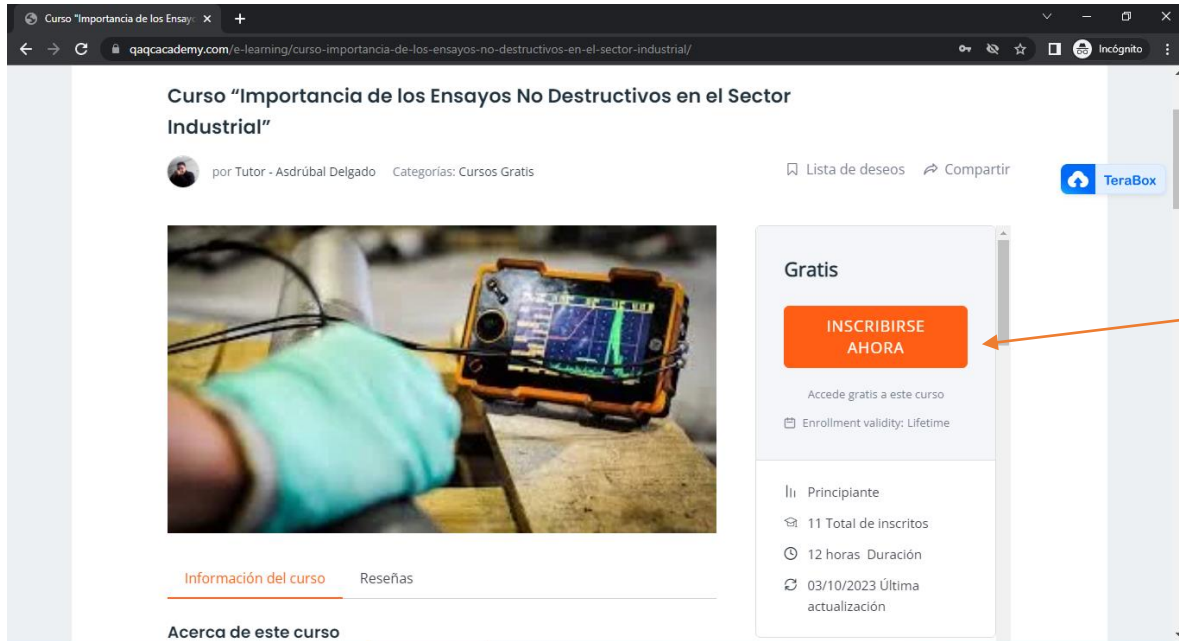 Curso "Importancia de los Ensayo
qaqcacademy.com/e-learning/curso-importancia-de-los-ensayos-no-destructivos-en-el-sector-industrial/
Incógnito
Curso “Importancia de los Ensayos No Destructivos en el Sector
Industrial”
por Tutor - Asdrúbal Delgado Categorías: Cursos Gratis
Lista de deseos Compartir
TeraBox
Gratis
INSCRIBIRSE
AHORA
Accede gratis a este curso
Enrollment validity: Lifetime
Principiante
11 Total de inscritos
12 horas Duración
03/10/2023 Última
actualización
Información del curso Reseñas
Acerca de este curso